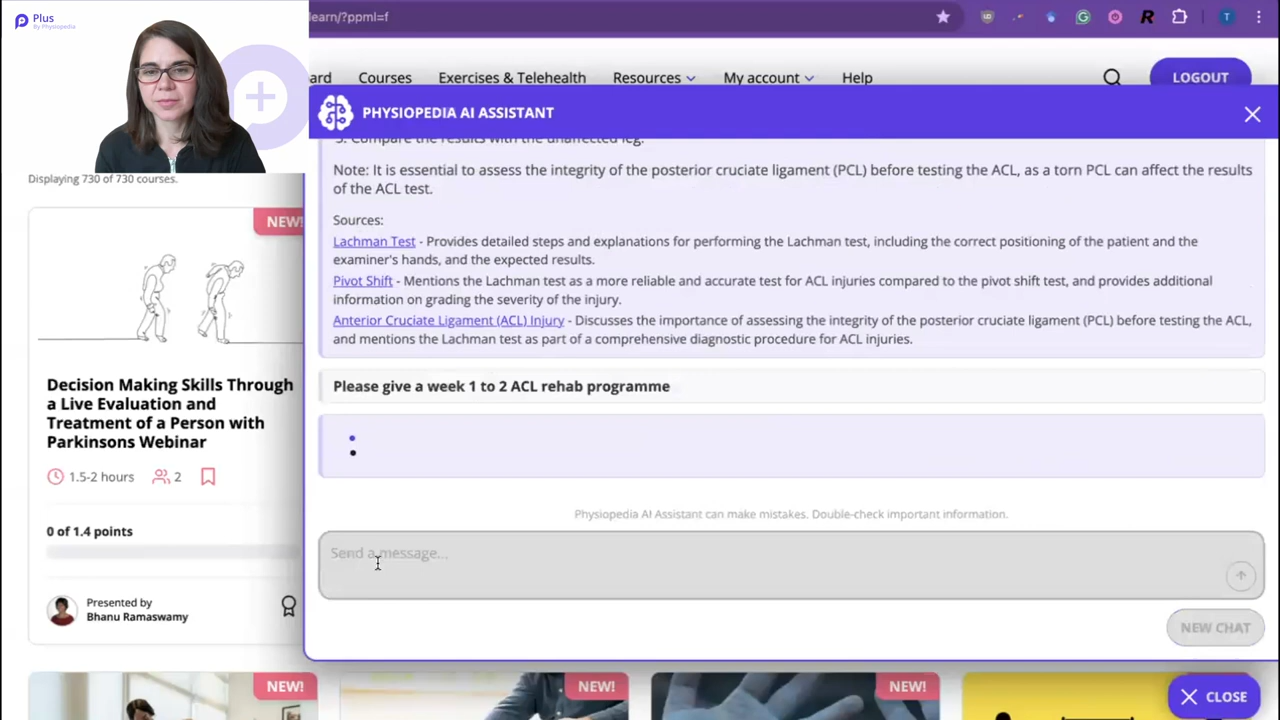 Plus
By Physiopedia
learn/?ppml=f
ard Courses Exercises & Telehealth Resources My account Help
LOGOUT
PHYSIOPEDIA AI ASSISTANT
3. Compare the results with the unaffected leg.
Note: It is essential to assess the integrity of the posterior cruciate ligament (PCL) before testing the ACL, as a torn PCL can affect the results
of the ACL test.
Sources:
Lachman Test - Provides detailed steps and explanations for performing the Lachman test, including the correct positioning of the patient and the
examiner's hands, and the expected results.
Pivot Shift - Mentions the Lachman test as a more reliable and accurate test for ACL injuries compared to the pivot shift test, and provides additional
information on grading the severity of the injury.
Anterior Cruciate Ligament (ACL) Injury - Discusses the importance of assessing the integrity of the posterior cruciate ligament (PCL) before testing the ACL,
and mentions the Lachman test as part of a comprehensive diagnostic procedure for ACL injuries.
Please give a week 1 to 2 ACL rehab programme
Physiopedia AI Assistant can make mistakes. Double-check important information.
Send a message...
NEW CHAT
Displaying 730 of 730 courses.
NEW!
Decision Making Skills Through
a Live Evaluation and
Treatment of a Person with
Parkinsons Webinar
1.5-2 hours 2
0 of 1.4 points
Presented by
Bhanu Ramaswamy
NEW!
NEW!
NEW!
CLOSE